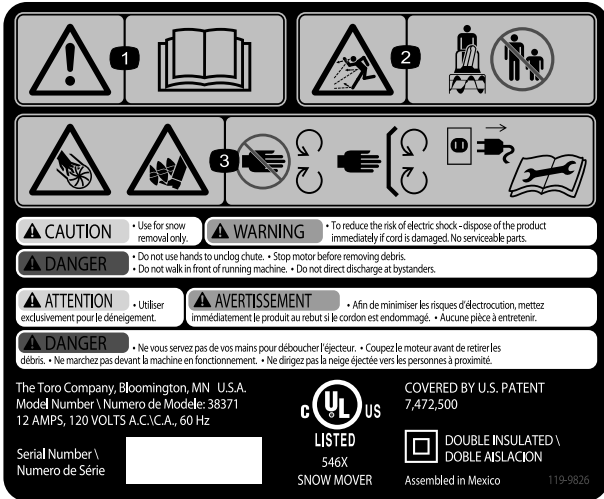 1
2
3
CAUTION
• Use for snow
removal only.
WARNING
• To reduce the risk of electric shock - dispose of the product
immediately if cord is damaged. No serviceable parts.
DANGER
• Do not use hands to unclog chute. • Stop motor before removing debris.
• Do not walk in front of running machine. • Do not direct discharge at bystanders.
ATTENTION • Utiliser
exclusivement pour le déneigement.
AVERTISSEMENT • Afin de minimiser les risques d'électrocution, mettez
immédiatement le produit au rebut si le cordon est endommagé. • Aucune pièce à entretenir.
DANGER • Ne vous servez pas de vos mains pour déboucher l'éjecteur. • Coupez le moteur avant de retirer les
débris. • Ne marchez pas devant la machine en fonctionnement. • Ne dirigez pas la neige éjectée vers les personnes à proximité.
The Toro Company, Bloomington, MN U.S.A.
Model Number \ Numero de Modele: 38371
12 AMPS, 120 VOLTS A.C.\C.A., 60 Hz
Serial Number \
Numero de Série
C UL US
LISTED
546X
SNOW MOVER
COVERED BY U.S. PATENT
7,472,500
DOUBLE INSULATED \
DOBLE AISLACION
Assembled in Mexico
119-9826